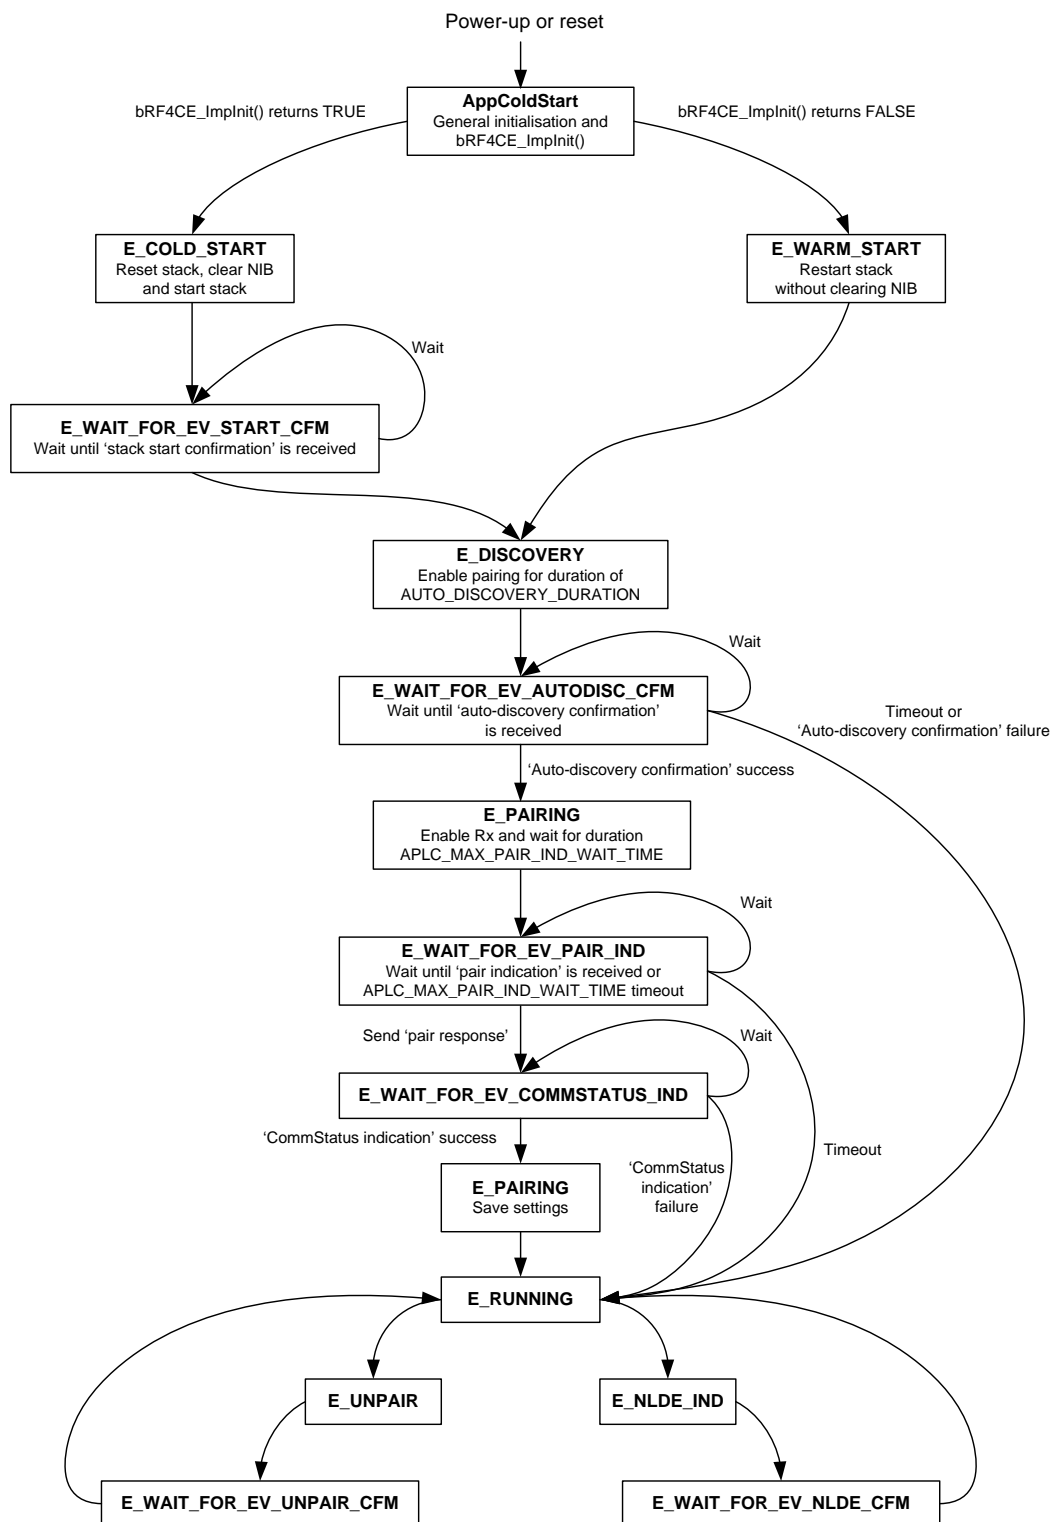 Power-up or reset
AppColdStart
General initialisation and
bRF4CE_ImpInit()
bRF4CE_ImpInit() returns TRUE
bRF4CE_ImpInit() returns FALSE
E_COLD_START
Reset stack, clear NIB
and start stack
E_WARM_START
Restart stack
without clearing NIB
Wait
E_WAIT_FOR_EV_START_CFM
Wait until ‘stack start confirmation’ is received
E_DISCOVERY
Enable pairing for duration of
AUTO_DISCOVERY_DURATION
Wait
E_WAIT_FOR_EV_AUTODISC_CFM
Wait until ‘auto-discovery confirmation’
is received
Timeout or
‘Auto-discovery confirmation’ failure
‘Auto-discovery confirmation’ success
E_PAIRING
Enable Rx and wait for duration
APLC_MAX_PAIR_IND_WAIT_TIME
Wait
E_WAIT_FOR_EV_PAIR_IND
Wait until ‘pair indication’ is received or
APLC_MAX_PAIR_IND_WAIT_TIME timeout
Send ‘pair response’
Wait
E_WAIT_FOR_EV_COMMSTATUS_IND
‘CommStatus indication’ success
Timeout
‘CommStatus
indication’
failure
E_PAIRING
Save settings
E_RUNNING
E_UNPAIR
E_NLDE_IND
E_WAIT_FOR_EV_UNPAIR_CFM
E_WAIT_FOR_EV_NLDE_CFM